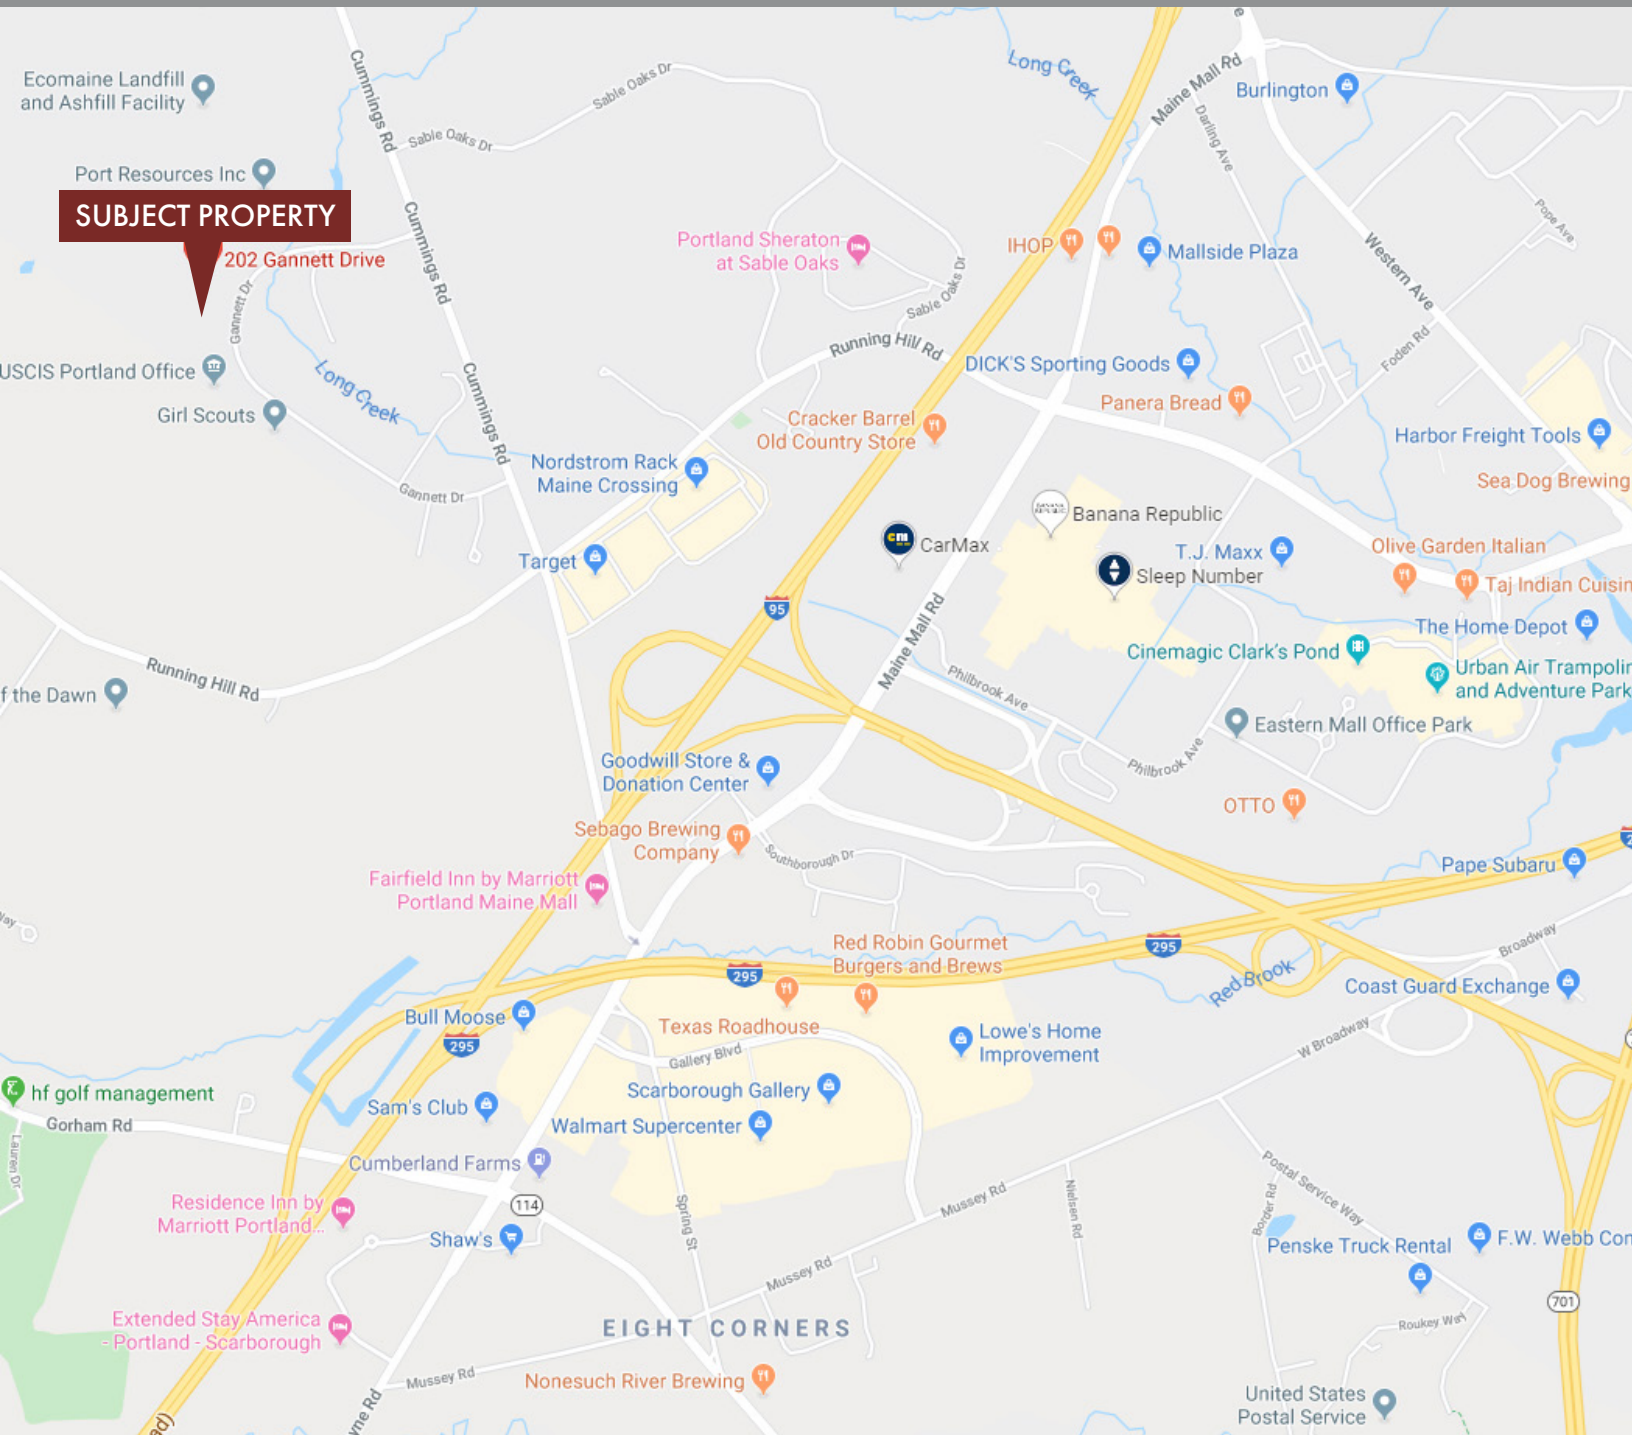 Ecomaine Landfill
and Ashfill Facility
Cummings Rd
Sable Oaks Dr
Sable Oaks Dr
Long Creek
Maine Mall Rd
Burlington
Darling Ave
Port Resources Inc
SUBJECT PROPERTY
202 Gannett Drive
Cummings Rd
Portland Sheraton
at Sable Oaks
IHOP
Mallside Plaza
Pope Ave
Western Ave
Gannett Dr
Sable Oaks Dr
Running Hill Rd
Foden Rd
USCIS Portland Office
Long Creek
Girl Scouts
Cummings Rd
DICK'S Sporting Goods
Panera Bread
Cracker Barrel
Old Country Store
Harbor Freight Tools
Nordstrom Rack
Maine Crossing
Sea Dog Brewing
Gannett Dr
Banana Republic
BANANA
REPUBLIC
Target
CarMax
T.J. Maxx
Sleep Number
Olive Garden Italian
Taj Indian Cuisin
95
Maine Mall Rd
The Home Depot
Cinemagic Clark's Pond
Urban Air Trampolin
and Adventure Park
Running Hill Rd
f the Dawn
Philbrook Ave
Eastern Mall Office Park
Philbrook Ave
Goodwill Store &
Donation Center
OTTO
Sebago Brewing
Company
Southborough Dr
Pape Subaru
Fairfield Inn by Marriott
Portland Maine Mall
Red Robin Gourmet
Burgers and Brews
295
295
Broadway
Red Brook
Coast Guard Exchange
Bull Moose
295
Texas Roadhouse
Lowe's Home
Improvement
Gallery Blvd
W Broadway
hf golf management
Gorham Rd
Lauren Dr
Sam's Club
Scarborough Gallery
Walmart Supercenter
Cumberland Farms
114
Residence Inn by
Marriott Portland...
Shaw's
Spring St
Mussey Rd
Nielsen Rd
Border Rd
Postal Service Way
Penske Truck Rental
F.W. Webb Com
Mussey Rd
701
Extended Stay America
- Portland - Scarborough
EIGHT CORNERS
Roukey Way
Mussey Rd
Nonesuch River Brewing
United States
Postal Service
yne Rd